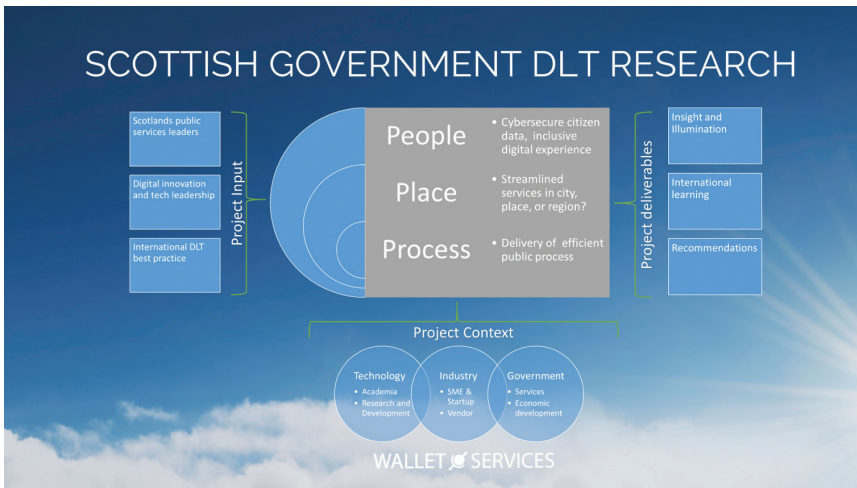 SCOTTISH GOVERNMENT DLT RESEARCH
Scotlands public
services leaders
Digital innovation
and tech leadership
International DLT
best practice
Project Input
People
• Cybersecure citizen
data, inclusive
digital experience
Place
• Streamlined
services in city,
place, or region?
Process
• Delivery of efficient
public process
Project deliverables
Insight and
Illumination
International
learning
Recommendations
Project Context
Technology
• Academia
• Research and
Development
Industry
• SME &
Startup
• Vendor
Government
• Services
• Economic
development
WALLET SERVICES